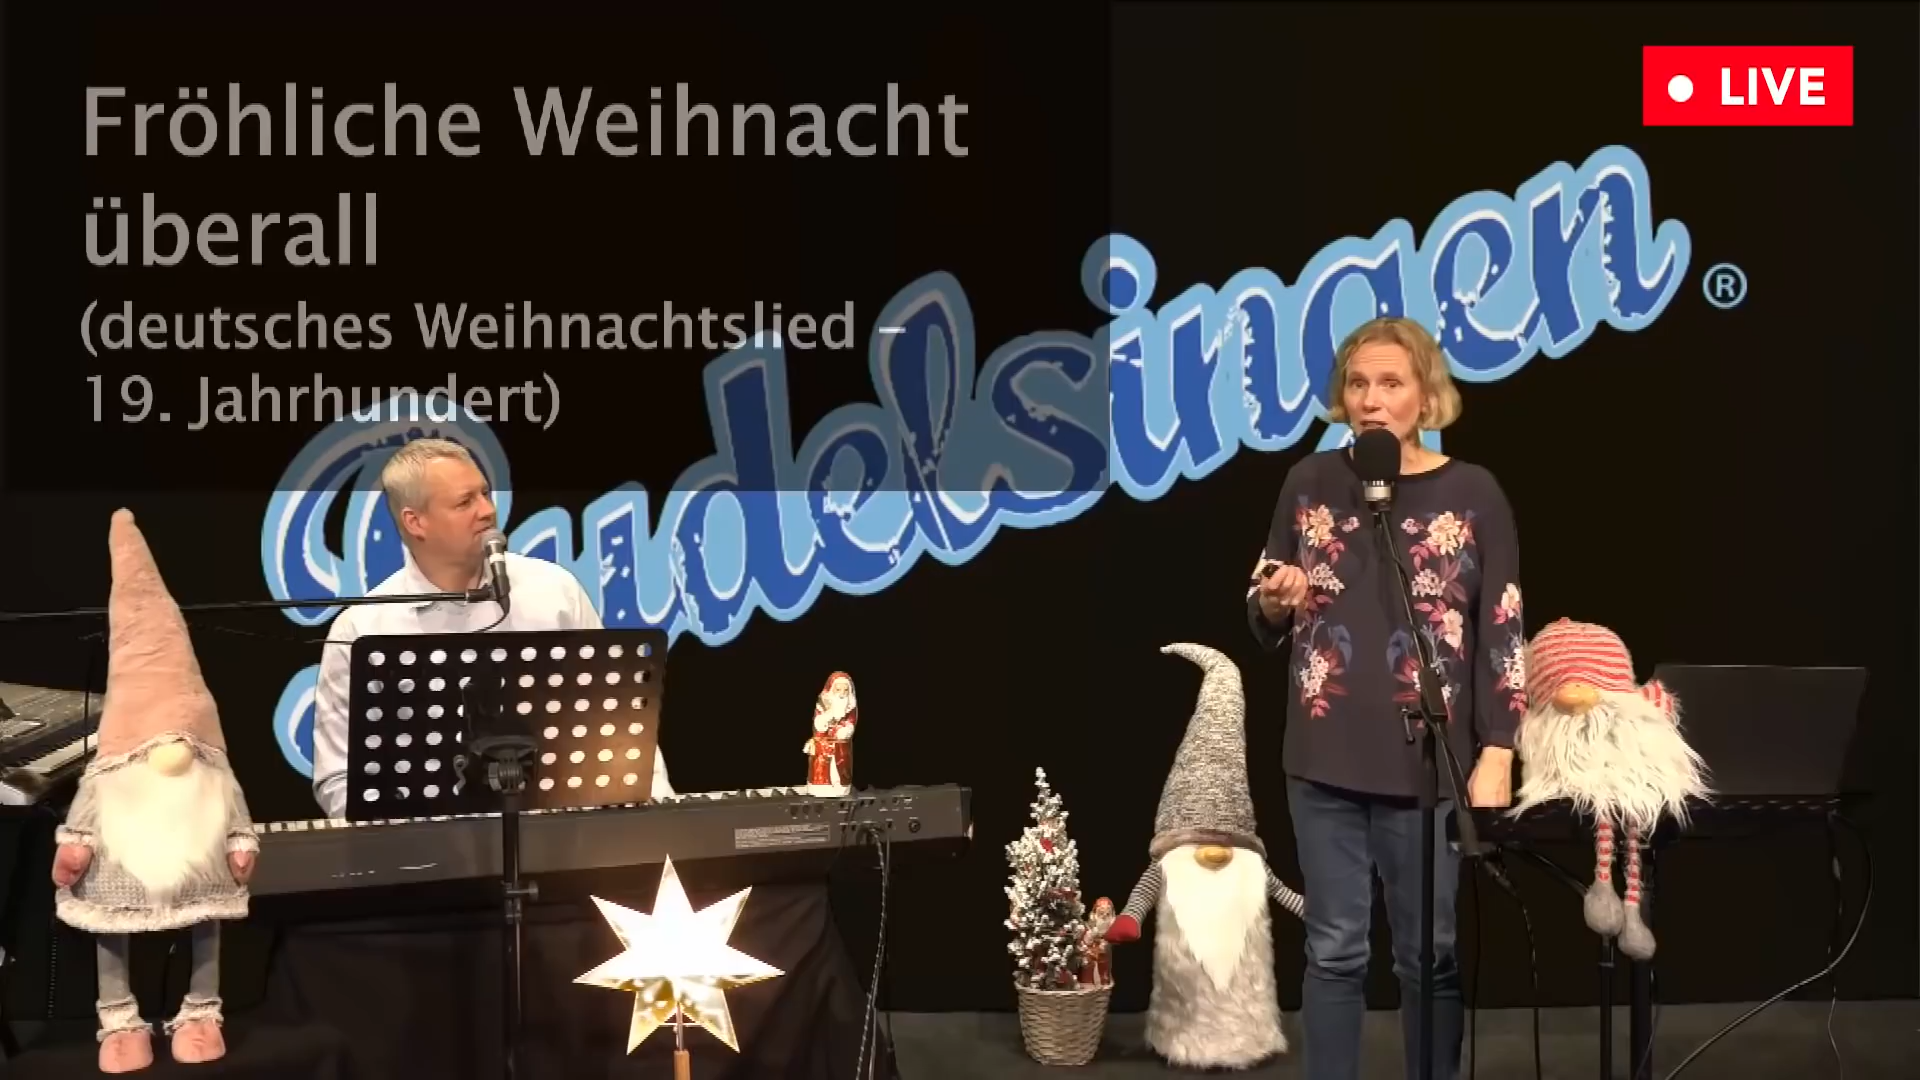 Fröhliche Weihnacht
überall
(deutsches Weihnachtslied –
19. Jahrhundert)
LIVE
Rudelsingen®